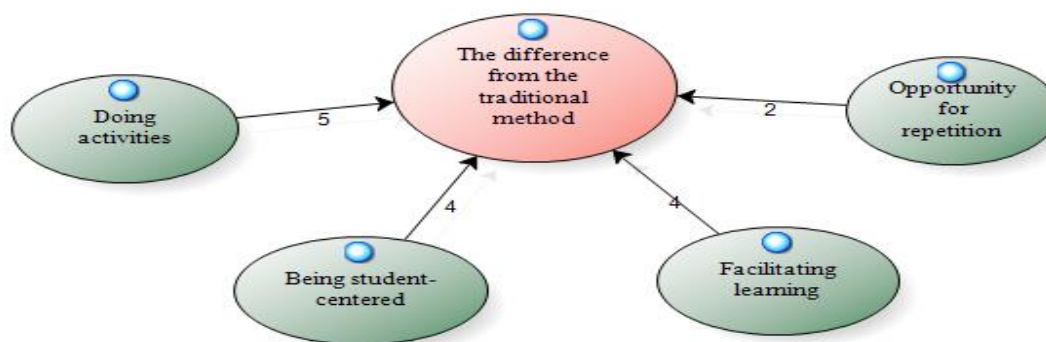 The difference
from the
traditional
method
Doing
activities
5
Opportunity
for
repetition
2
Being student-
centered
4
Facilitating
learning
4